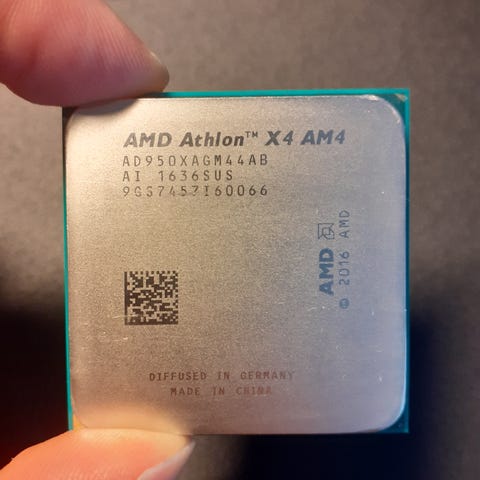 AMD Athlon™ X4 AM4
AD950XAGM44AB
AI 1636SUS
9GS7457I60066
AMD
© 2016 AMD
DIFFUSED IN GERMANY
MADE IN CHINA